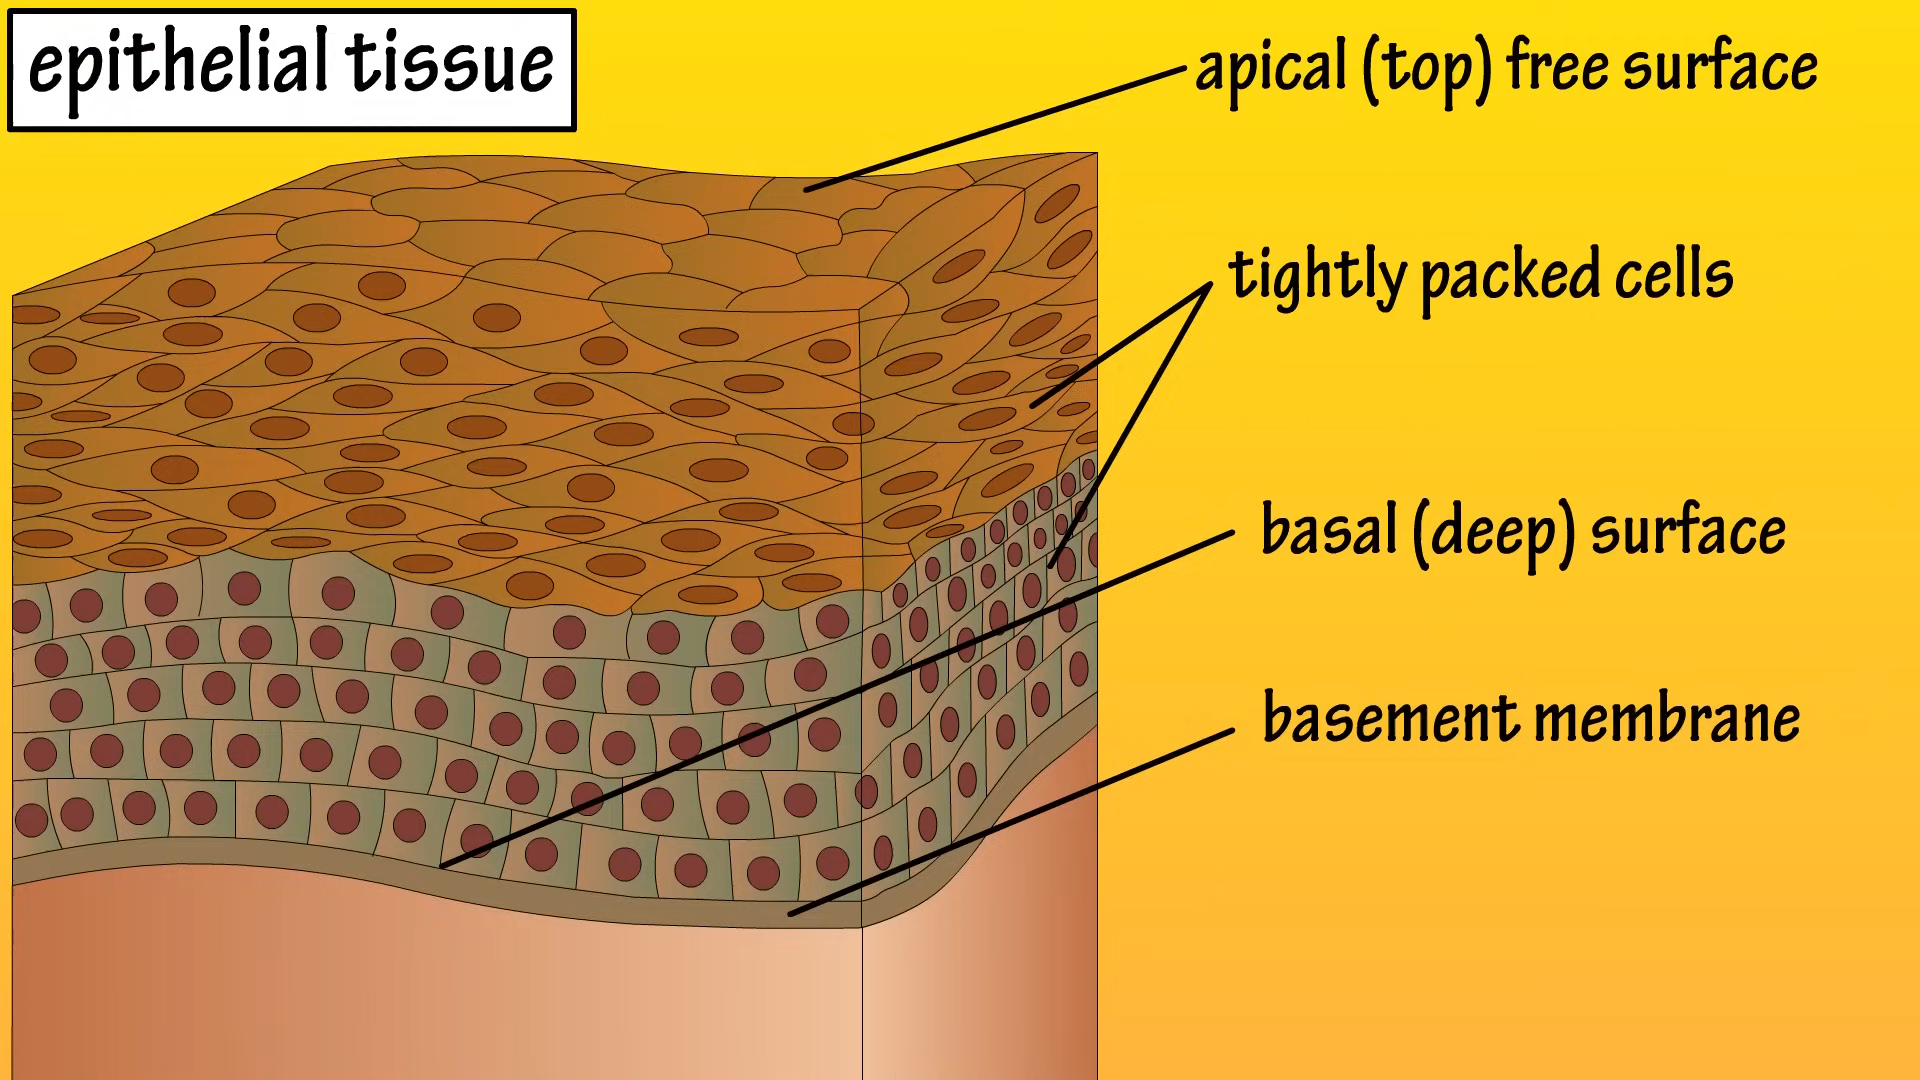 epithelial tissue
apical (top) free surface
tightly packed cells
basal (deep) surface
basement membrane